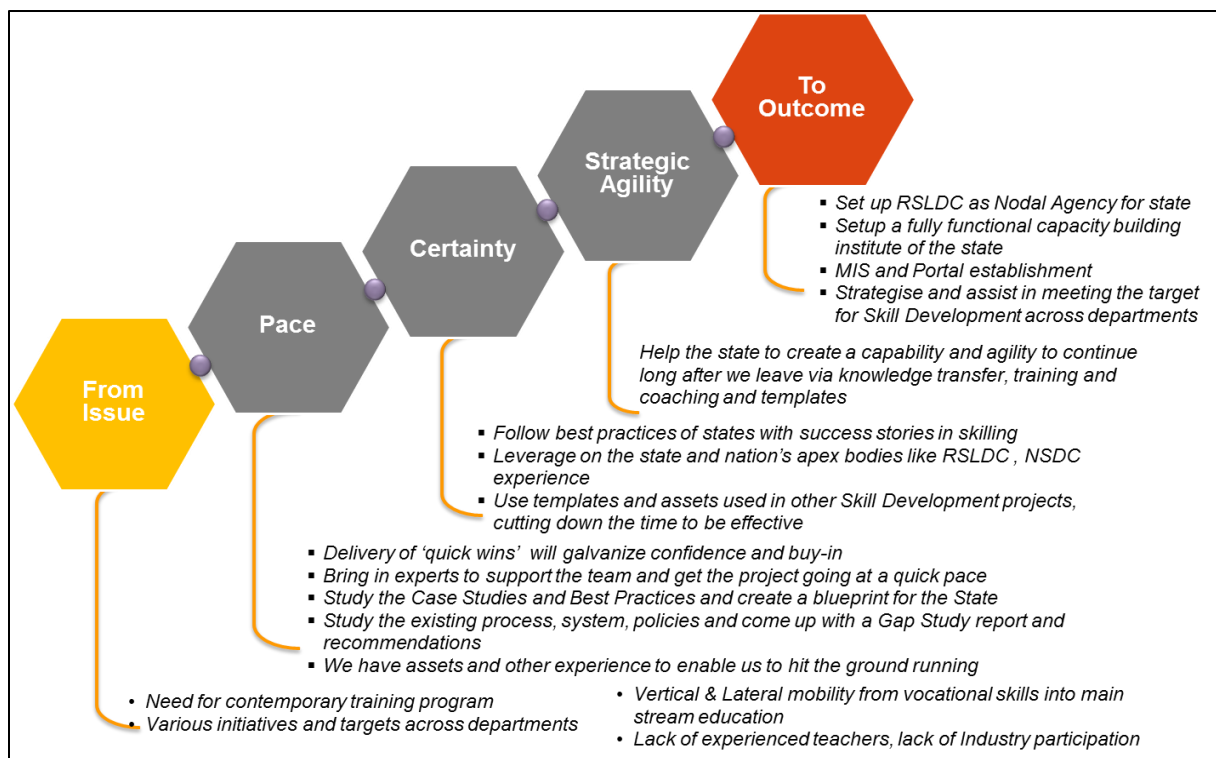 To
Outcome
Strategic
Agility
Certainty
Pace
From
Issue
▪ Set up RSLDC as Nodal Agency for state
▪ Setup a fully functional capacity building
institute of the state
▪ MIS and Portal establishment
▪ Strategise and assist in meeting the target
for Skill Development across departments
Help the state to create a capability and agility to continue
long after we leave via knowledge transfer, training and
coaching and templates
▪ Follow best practices of states with success stories in skilling
▪ Leverage on the state and nation's apex bodies like RSLDC , NSDC
experience
▪ Use templates and assets used in other Skill Development projects,
cutting down the time to be effective
▪ Delivery of 'quick wins' will galvanize confidence and buy-in
▪ Bring in experts to support the team and get the project going at a quick pace
▪ Study the Case Studies and Best Practices and create a blueprint for the State
▪ Study the existing process, system, policies and come up with a Gap Study report and
recommendations
▪ We have assets and other experience to enable us to hit the ground running
• Need for contemporary training program
• Various initiatives and targets across departments
• Vertical & Lateral mobility from vocational skills into main
stream education
• Lack of experienced teachers, lack of Industry participation